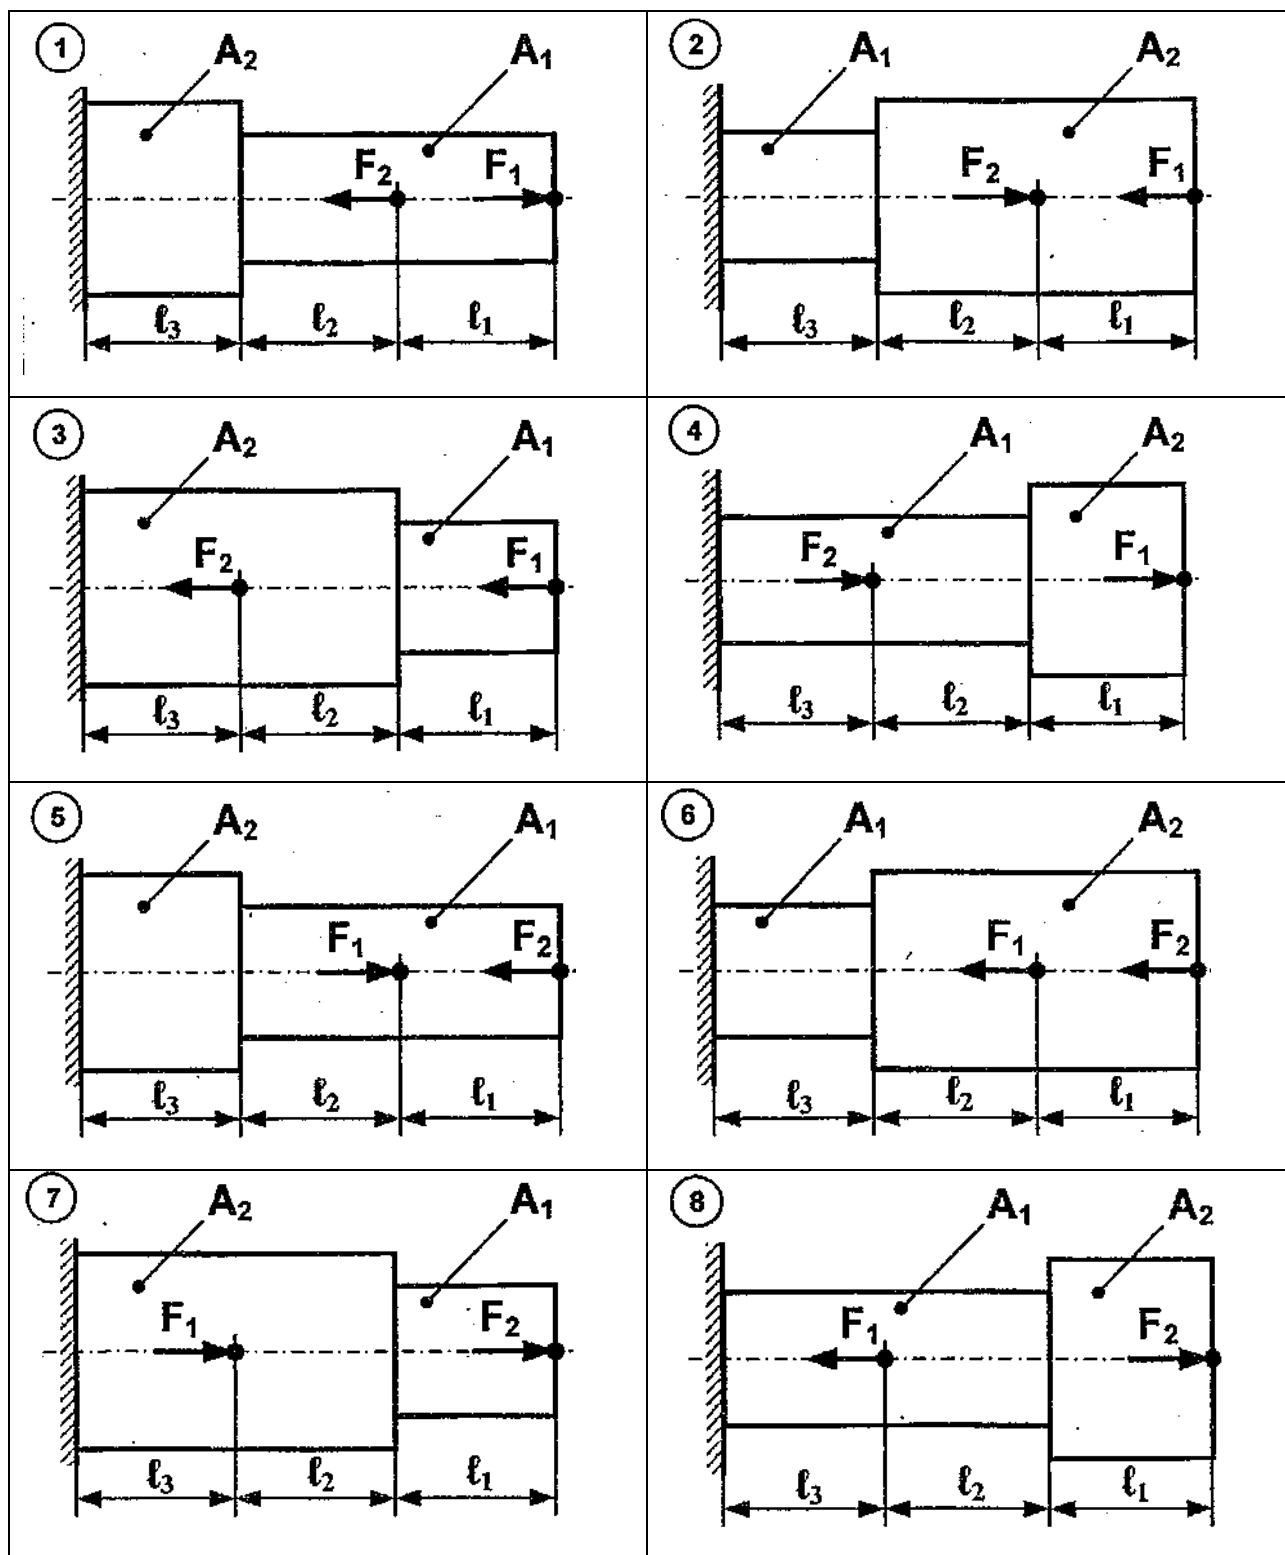 1 A₂ A₁
F₂ F₁
ℓ₃ ℓ₂ ℓ₁
2 A₁ A₂
F₂ F₁
ℓ₃ ℓ₂ ℓ₁
3 A₂ A₁
F₂ F₁
ℓ₃ ℓ₂ ℓ₁
4 A₁ A₂
F₂ F₁
ℓ₃ ℓ₂ ℓ₁
5 A₂ A₁
F₁ F₂
ℓ₃ ℓ₂ ℓ₁
6 A₁ A₂
F₁ F₂
ℓ₃ ℓ₂ ℓ₁
7 A₂ A₁
F₁ F₂
ℓ₃ ℓ₂ ℓ₁
8 A₁ A₂
F₁ F₂
ℓ₃ ℓ₂ ℓ₁